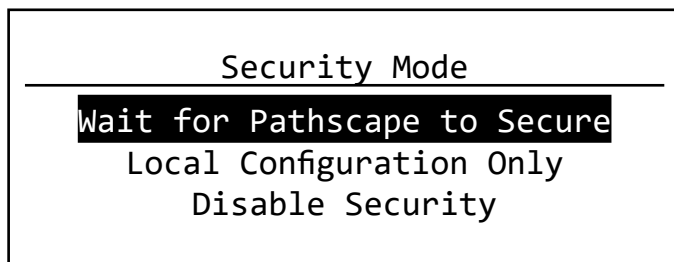 Security Mode
Wait for Pathscape to Secure
Local Configuration Only
Disable Security